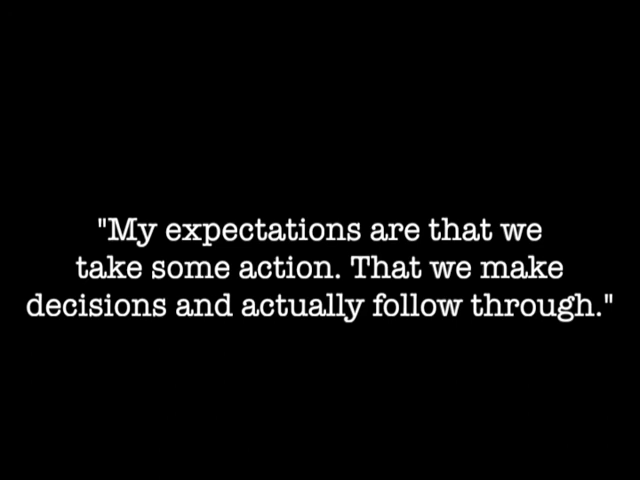 "My expectations are that we
take some action. That we make
decisions and actually follow through."